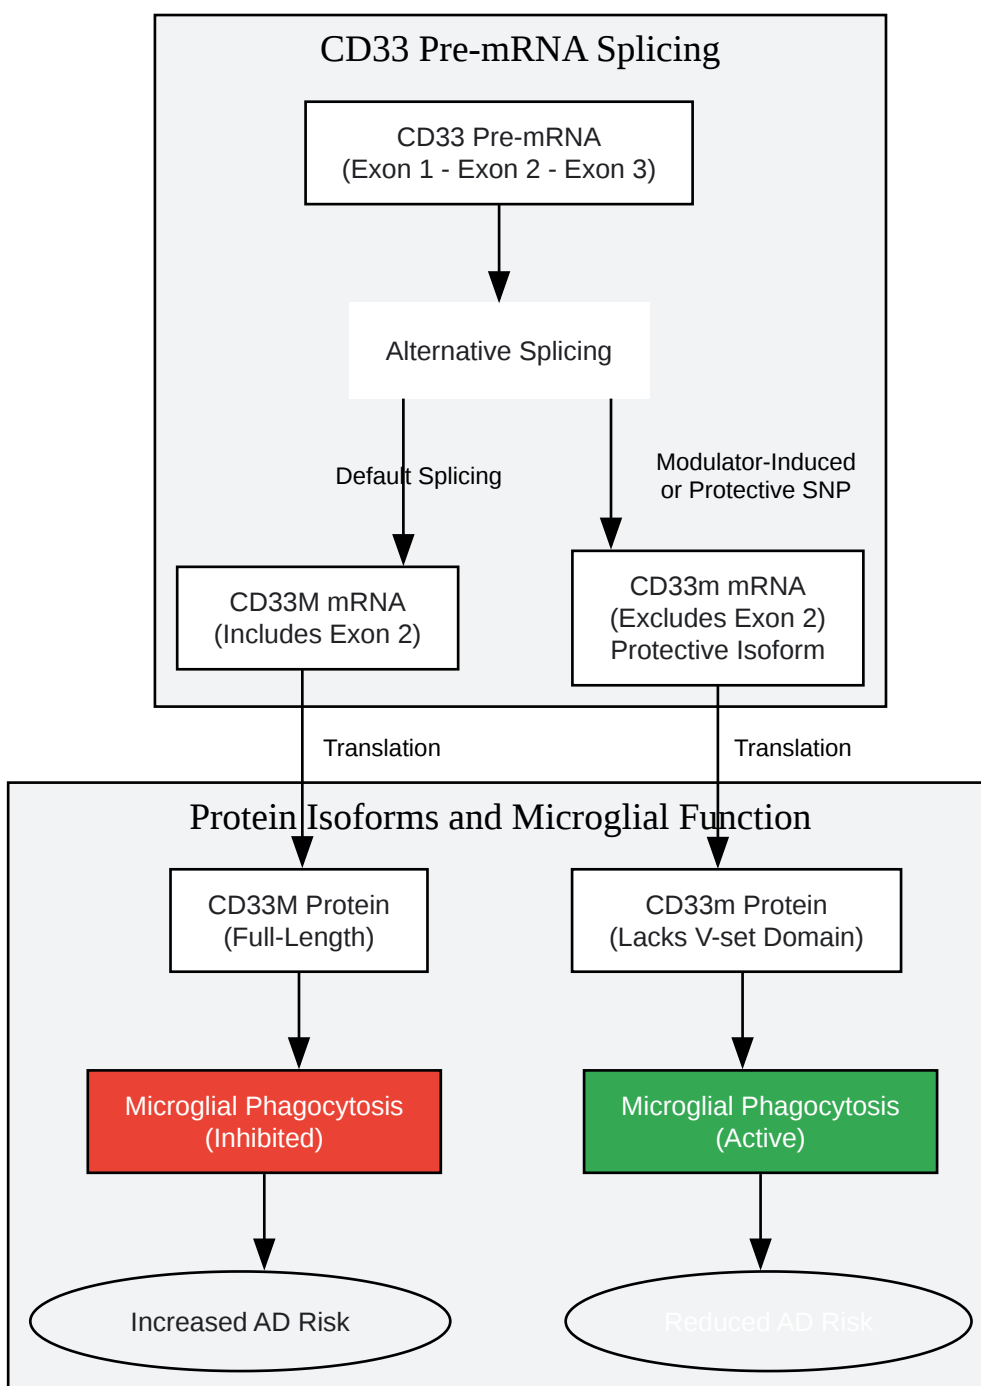 CD33 Pre-mRNA Splicing
CD33 Pre-mRNA
(Exon 1 - Exon 2 - Exon 3)
Alternative Splicing
Default Splicing
Modulator-Induced
or Protective SNP
CD33M mRNA
(Includes Exon 2)
CD33m mRNA
(Excludes Exon 2)
Protective Isoform
Translation
Translation
Protein Isoforms and Microglial Function
CD33M Protein
(Full-Length)
CD33m Protein
(Lacks V-set Domain)
Microglial Phagocytosis
(Inhibited)
Microglial Phagocytosis
(Active)
Increased AD Risk
Reduced AD Risk